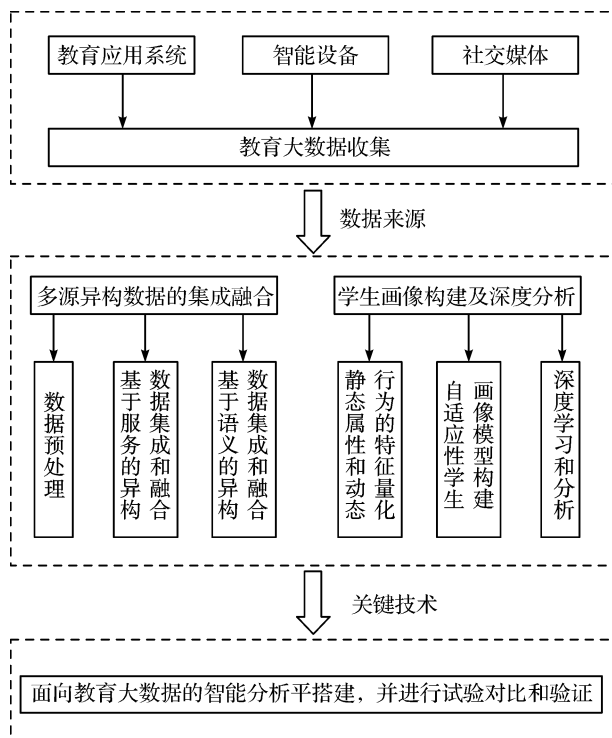 教育应用系统
智能设备
社交媒体
教育大数据收集
数据来源
多源异构数据的集成融合
学生画像构建及深度分析
数据预处理
基于服务的异构
数据集成和融合
基于语义的异构
数据集成和融合
静态属性和动态
行为的特征量化
自适应性学生
画像模型构建
深度学习和分析
关键技术
面向教育大数据的智能分析平搭建，并进行试验对比和验证